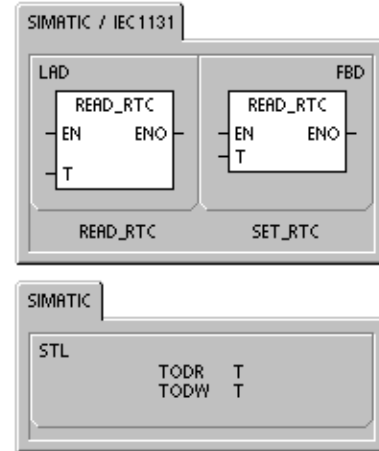 SIMATIC / IEC 1131
LAD FBD
READ_RTC READ_RTC
EN ENO EN ENO
T T
READ_RTC SET_RTC
SIMATIC
STL
TODR T
TODW T